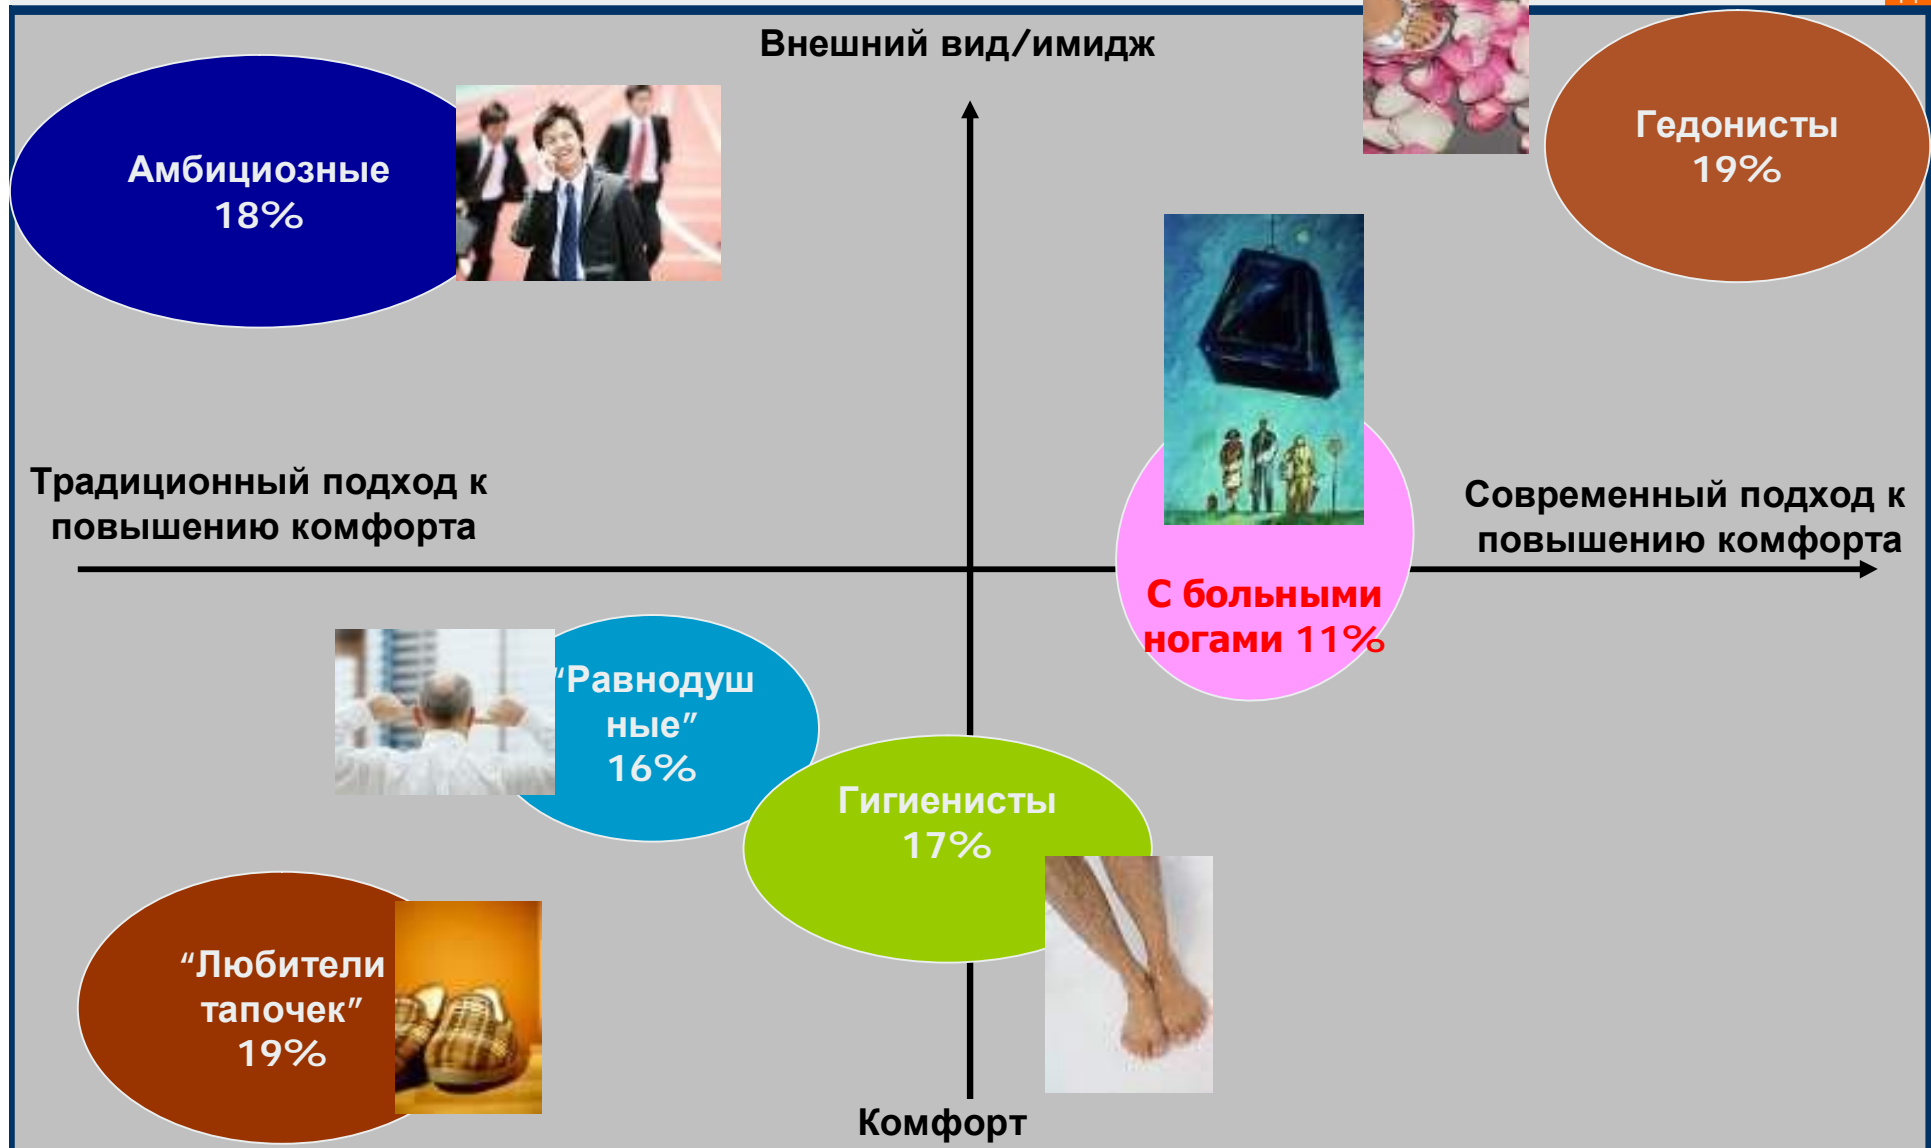 Внешний вид/имидж
Амбициозные
18%
Гедонисты
19%
Традиционный подход к
повышению комфорта
Современный подход к
повышению комфорта
С больными
ногами 11%
“Равнодуш
ные”
16%
Гигиенисты
17%
“Любители
тапочек”
19%
Комфорт